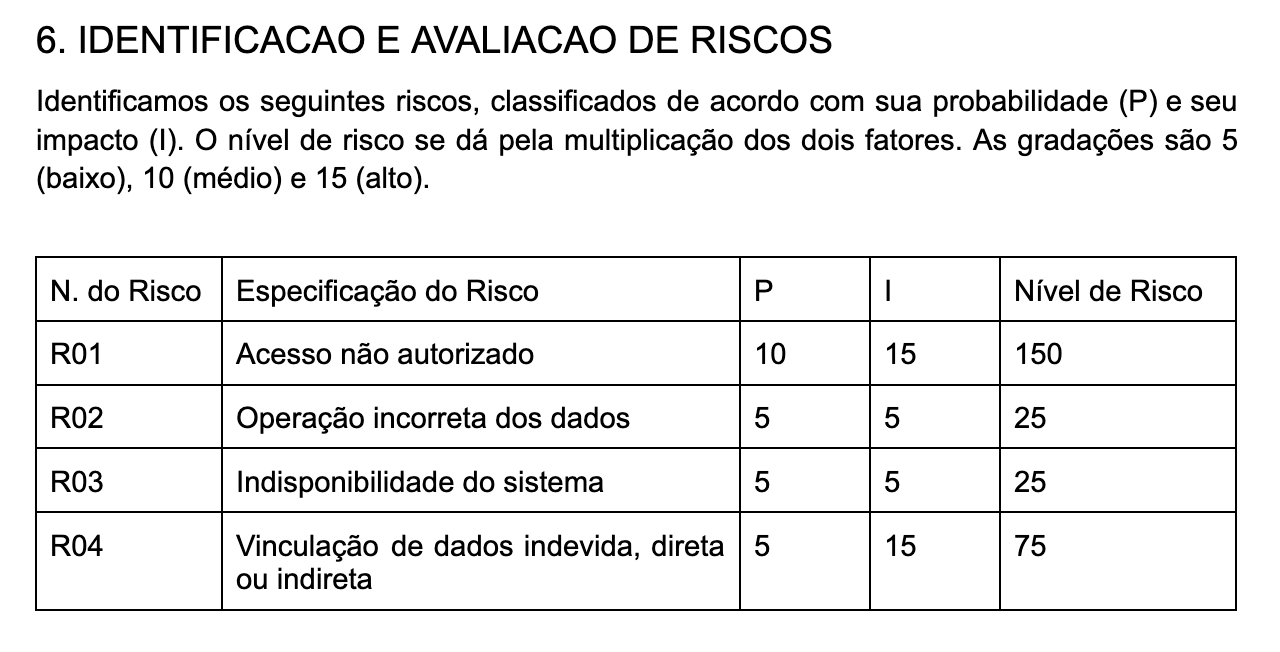 6. IDENTIFICACAO E AVALIACAO DE RISCOS
Identificamos os seguintes riscos, classificados de acordo com sua probabilidade (P) e seu
impacto (I). O nível de risco se dá pela multiplicação dos dois fatores. As gradações são 5
(baixo), 10 (médio) e 15 (alto).
N. do Risco Especificação do Risco P I Nível de Risco
R01 Acesso não autorizado 10 15 150
R02 Operação incorreta dos dados 5 5 25
R03 Indisponibilidade do sistema 5 5 25
R04 Vinculação de dados indevida, direta 5 15 75
ou indireta